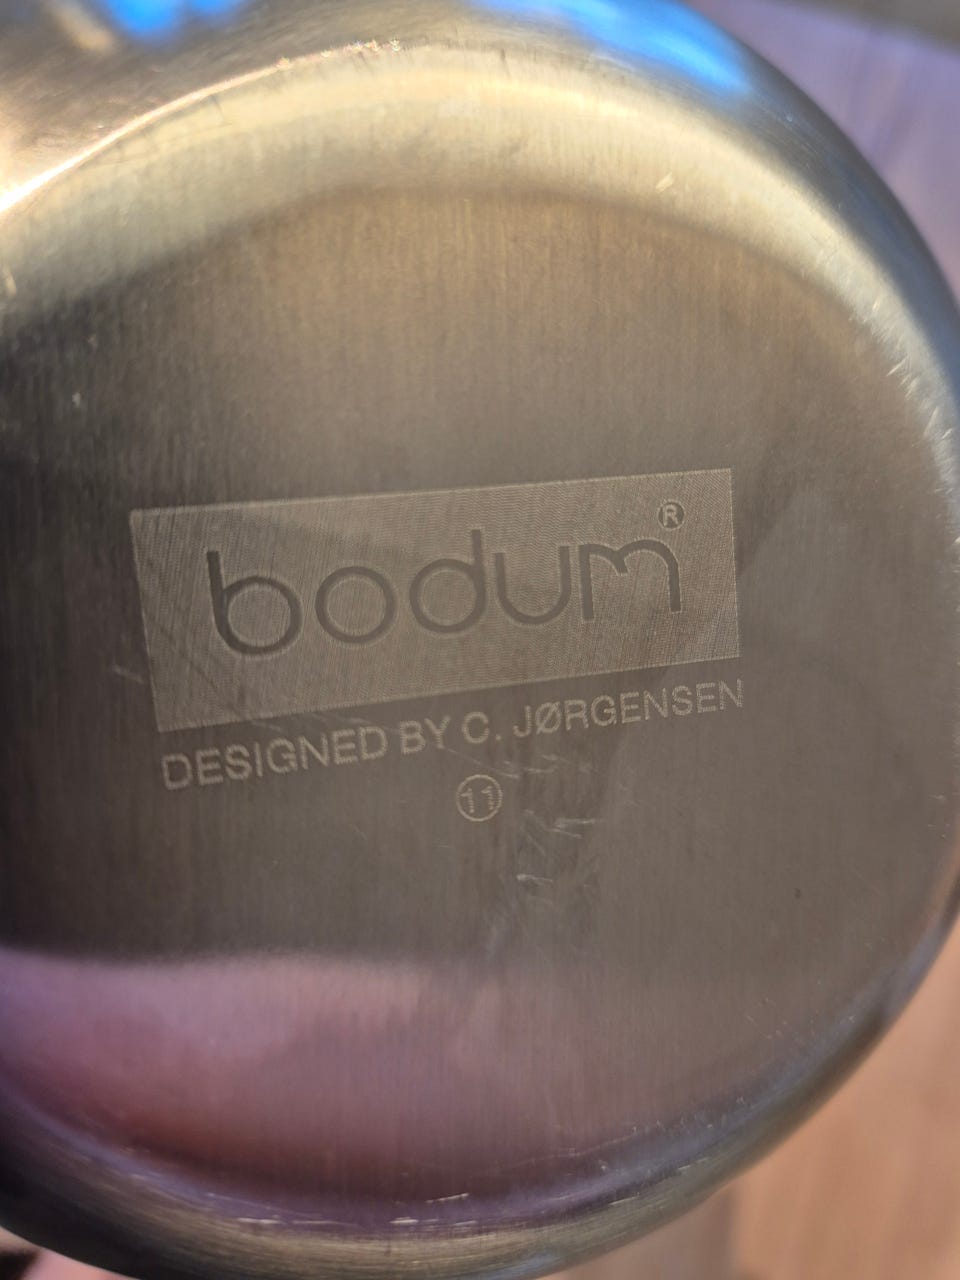 bodum®
DESIGNED BY C. JØRGENSEN
11